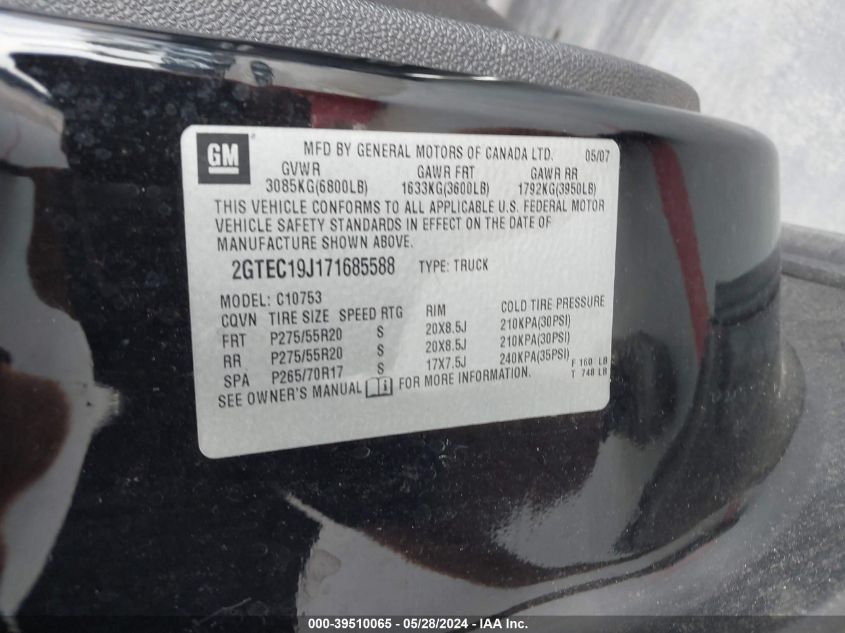 GM
MFD BY GENERAL MOTORS OF CANADA LTD. 05/07
GVWR GAWR FRT GAWR RR
3085KG(6800LB) 1633KG(3600LB) 1792KG(3950LB)
THIS VEHICLE CONFORMS TO ALL APPLICABLE U.S. FEDERAL MOTOR
VEHICLE SAFETY STANDARDS IN EFFECT ON THE DATE OF
MANUFACTURE SHOWN ABOVE.
2GTEC19J171685588 TYPE: TRUCK
MODEL: C10753
CQVN TIRE SIZE SPEED RTG RIM COLD TIRE PRESSURE
FRT P275/55R20 S 20X8.5J 210KPA(30PSI)
RR P275/55R20 S 20X8.5J 210KPA(30PSI)
SPA P265/70R17 S 17X7.5J 240KPA(35PSI) F 160 LB
T 748 LB
SEE OWNER'S MANUAL FOR MORE INFORMATION.
000-39510065 - 05/28/2024 - IAA Inc.